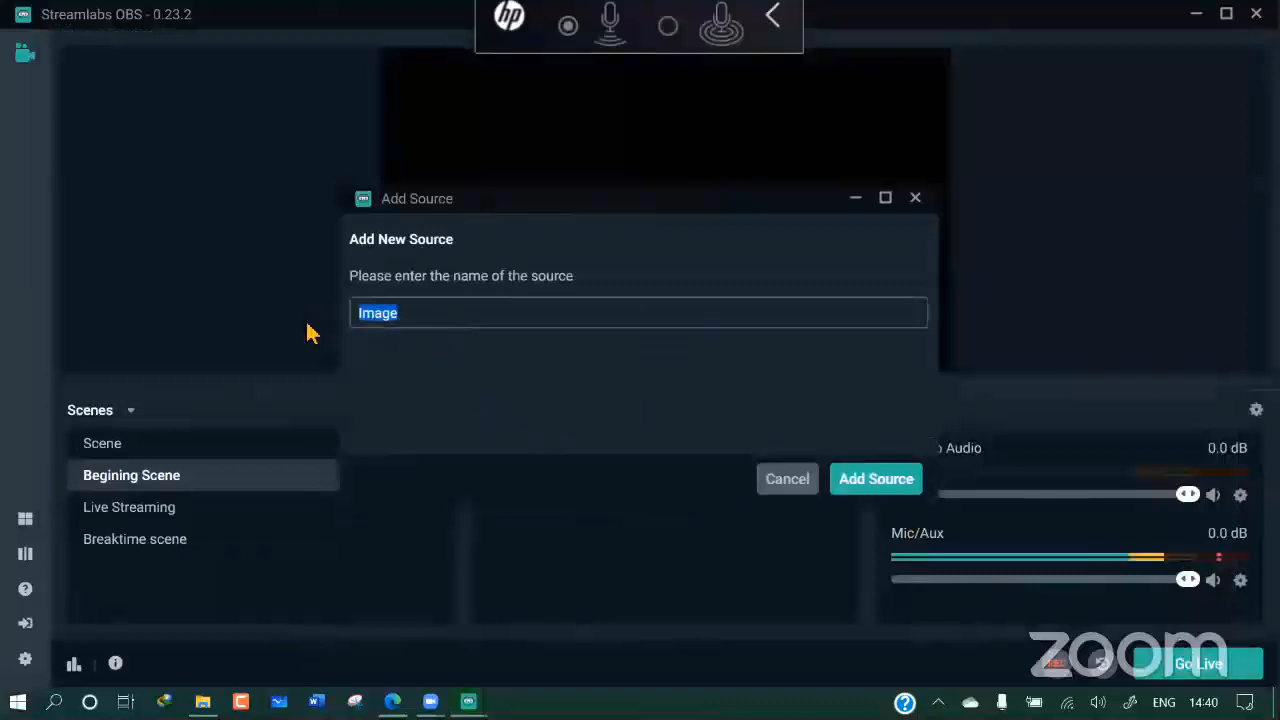 Streamlabs OBS - 0.23.2
hp
Add Source
Add New Source
Please enter the name of the source
Image
Scenes
Scene
Audio
0.0 dB
Begining Scene
Cancel
Add Source
Live Streaming
Mic/Aux
0.0 dB
Breaktime scene
zoom
REC
Go Live
ENG
14:40